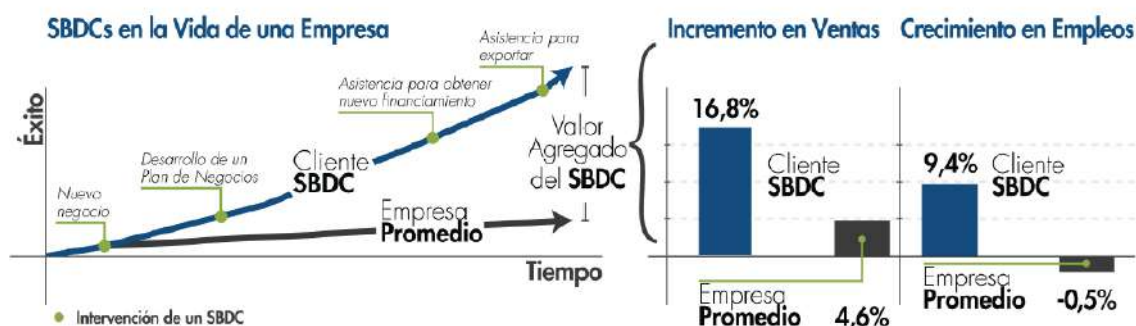 SBDCs en la Vida de una Empresa
Éxito
Nuevo
negocio
Desarrollo de un
Plan de Negocios
Asistencia para obtener
nuevo financiamiento
Asistencia para
exportar
Cliente
SBDC
Empresa
Promedio
Valor
Agregado
del SBDC
Tiempo
Intervención de un SBDC
Incremento en Ventas
16,8%
Cliente
SBDC
Empresa
Promedio
4,6%
Crecimiento en Empleos
9,4%
Cliente
SBDC
Empresa
Promedio
-0,5%